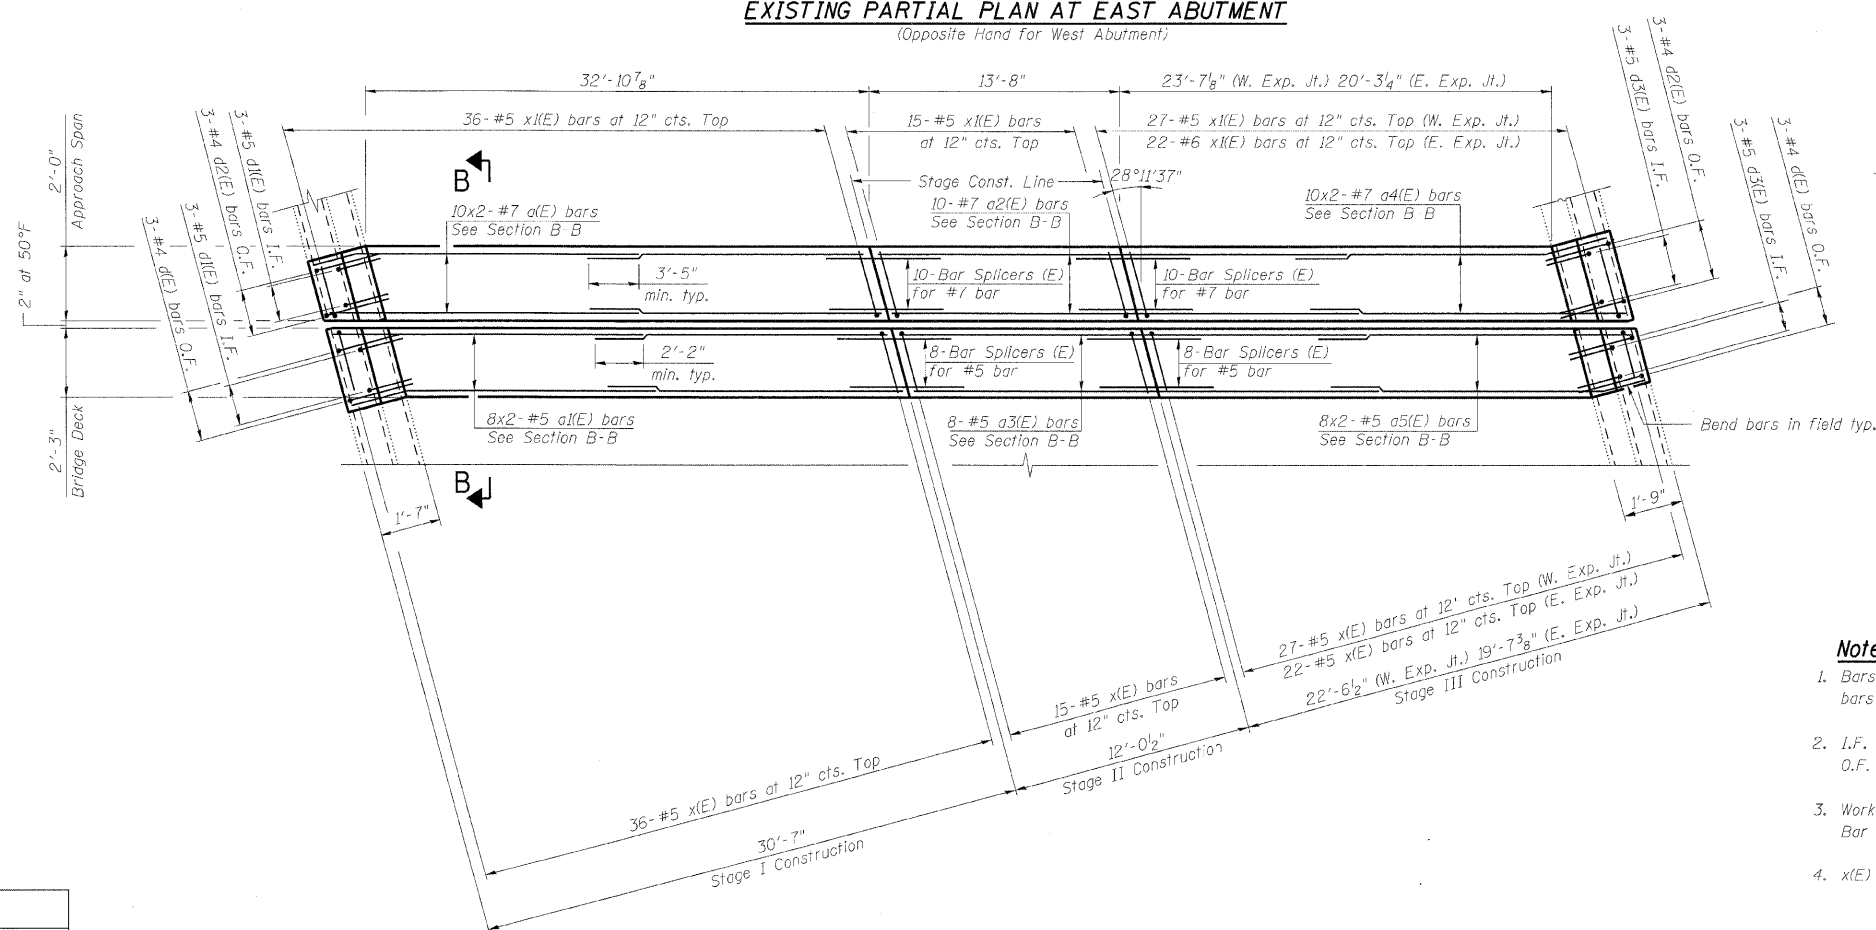 EXISTING PARTIAL PLAN AT EAST ABUTMENT
(Opposite Hand for West Abutment)
32'-10 7/8"
13'-8"
23'-7 1/8" (W. Exp. Jt.) 20'-3 1/4" (E. Exp. Jt.)
36-#5 x1(E) bars at 12" cts. Top
15-#5 x1(E) bars
at 12" cts. Top
27-#5 x1(E) bars at 12" cts. Top (W. Exp. Jt.)
22-#6 x1(E) bars at 12" cts. Top (E. Exp. Jt.)
3-#5 d3(E) bars I.F.
3-#4 d2(E) bars O.F.
3-#5 d3(E) bars I.F.
3-#4 d(E) bars O.F.
2'-0"
Approach Span
3-#4 d2(E) bars O.F.
3-#5 d1(E) bars I.F.
3-#4 d(E) bars O.F.
3-#5 d1(E) bars I.F.
B
Stage Const. Line
28°11'37"
10x2-#7 a(E) bars
See Section B-B
10-#7 a2(E) bars
See Section B-B
10x2-#7 a4(E) bars
See Section B-B
2" at 50°F
3'-5"
min. typ.
10-Bar Splicers (E)
for #7 bar
10-Bar Splicers (E)
for #7 bar
2'-2"
min. typ.
8-Bar Splicers (E)
for #5 bar
8-Bar Splicers (E)
for #5 bar
8x2-#5 a1(E) bars
See Section B-B
8-#5 a3(E) bars
See Section B-B
8x2-#5 a5(E) bars
See Section B-B
Bend bars in field typ.
2'-3"
Bridge Deck
B
1'-7"
1'-9"
27-#5 x(E) bars at 12" cts. Top (W. Exp. Jt.)
22-#5 x(E) bars at 12" cts. Top (E. Exp. Jt.)
22'-6 1/2" (W. Exp. Jt.) 19'-7 3/8" (E. Exp. Jt.)
Stage III Construction
15-#5 x(E) bars
at 12" cts. Top
12'-0 1/2"
Stage II Construction
36-#5 x(E) bars at 12" cts. Top
30'-7"
Stage I Construction
Note
1. Bars
bars
2. I.F.
O.F.
3. Work
Bar
4. x(E)